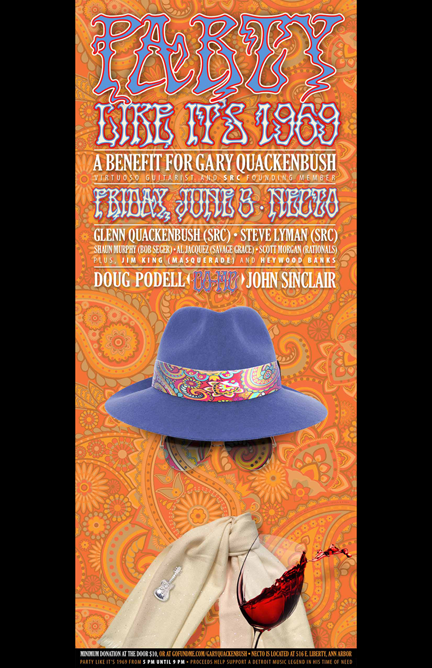 PARTY
LIKE IT'S 1969
A BENEFIT FOR GARY QUACKENBUSH
VIRTUOSO GUITARIST AND SRC FOUNDING MEMBER
FRIDAY, JUNE 5 · NECTO
GLENN QUACKENBUSH (SRC) • STEVE LYMAN (SRC)
SHAUN MURPHY (BOB SEGER) • AL JACQUEZ (SAVAGE GRACE) • SCOTT MORGAN (RATIONALS)
PLUS, JIM KING (MASQUERADE) AND HEYWOOD BANKS
DOUG PODELL CO-MC JOHN SINCLAIR
MINIMUM DONATION AT THE DOOR $10, OR AT GOFUNDME.COM/GARYQUACKENBUSH • NECTO IS LOCATED AT 516 E. LIBERTY, ANN ARBOR
PARTY LIKE IT'S 1969 FROM 5 PM UNTIL 9 PM • PROCEEDS HELP SUPPORT A DETROIT MUSIC LEGEND IN HIS TIME OF NEED